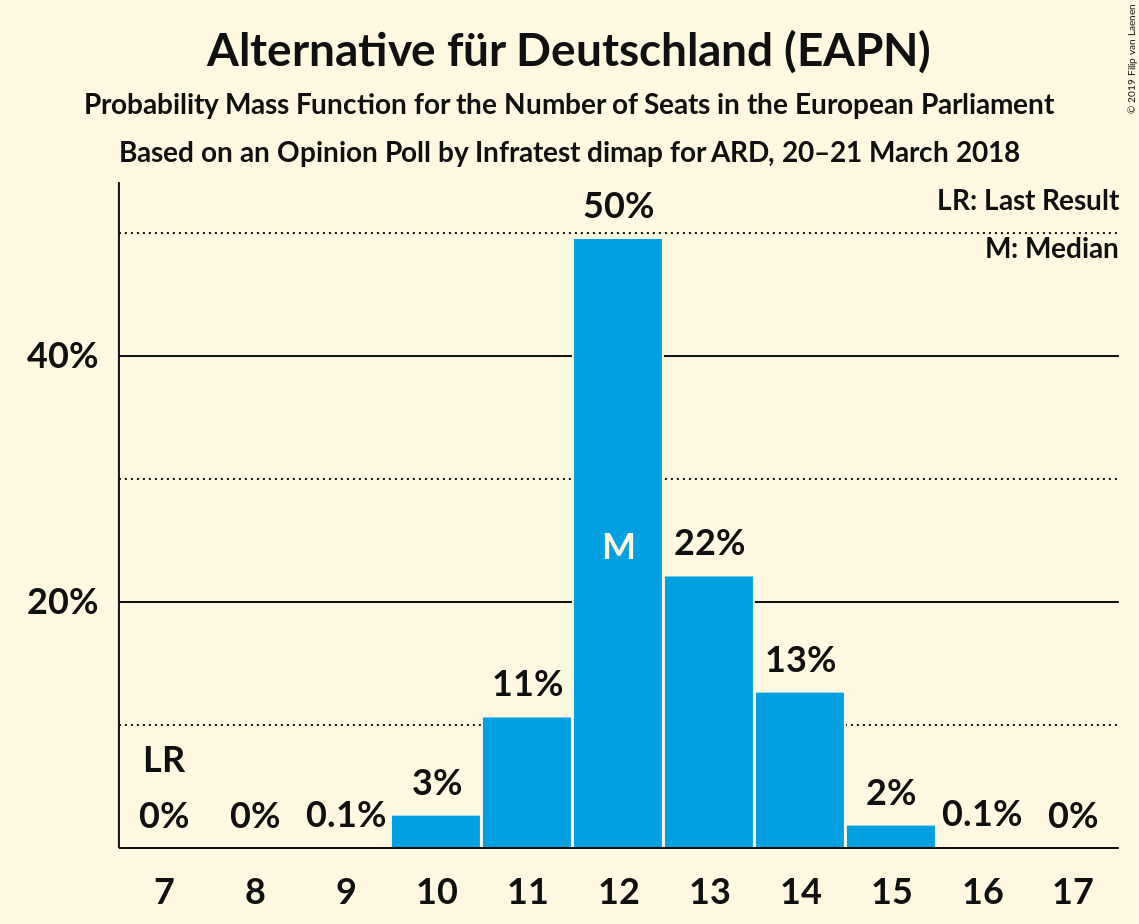 Alternative für Deutschland (EAPN)
Probability Mass Function for the Number of Seats in the European Parliament
Based on an Opinion Poll by Infratest dimap for ARD, 20–21 March 2018
© 2019 Filip van Laenen
LR: Last Result
M: Median
50%
40%
M
22%
20%
13%
11%
LR
3%
2%
0% 0% 0.1% 0.1% 0%
7 8 9 10 11 12 13 14 15 16 17